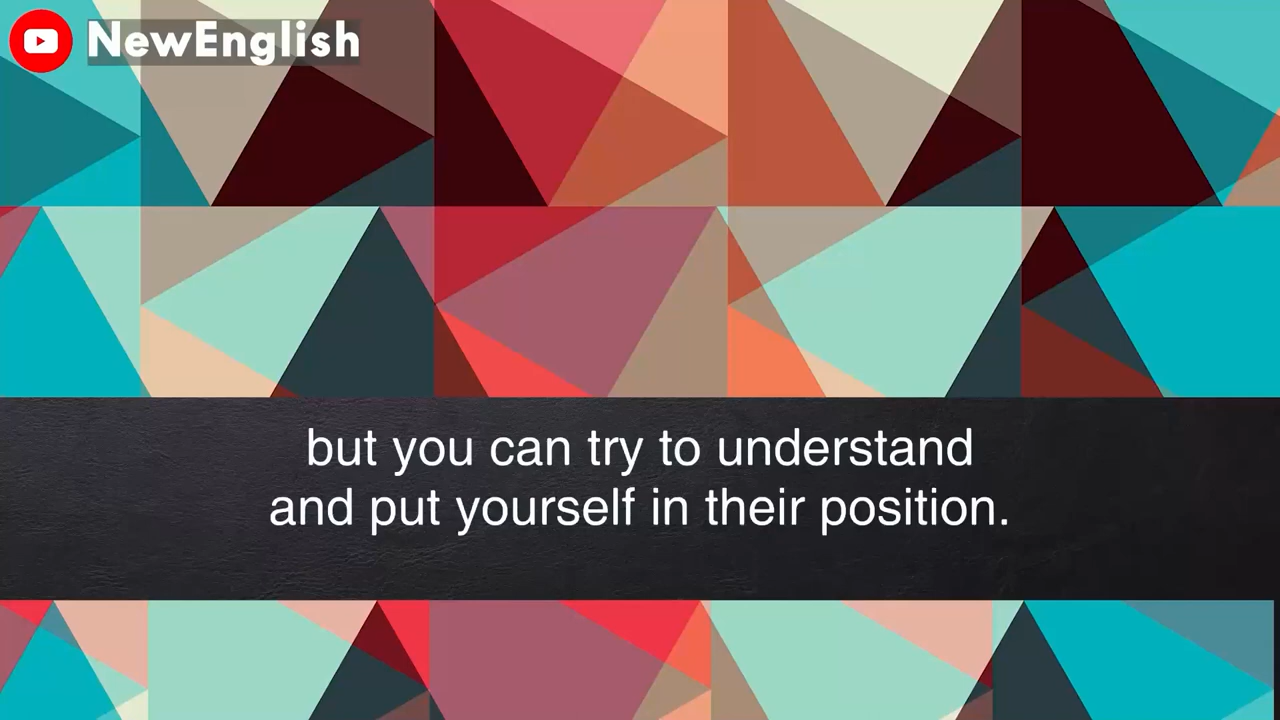 NewEnglish
but you can try to understand
and put yourself in their position.